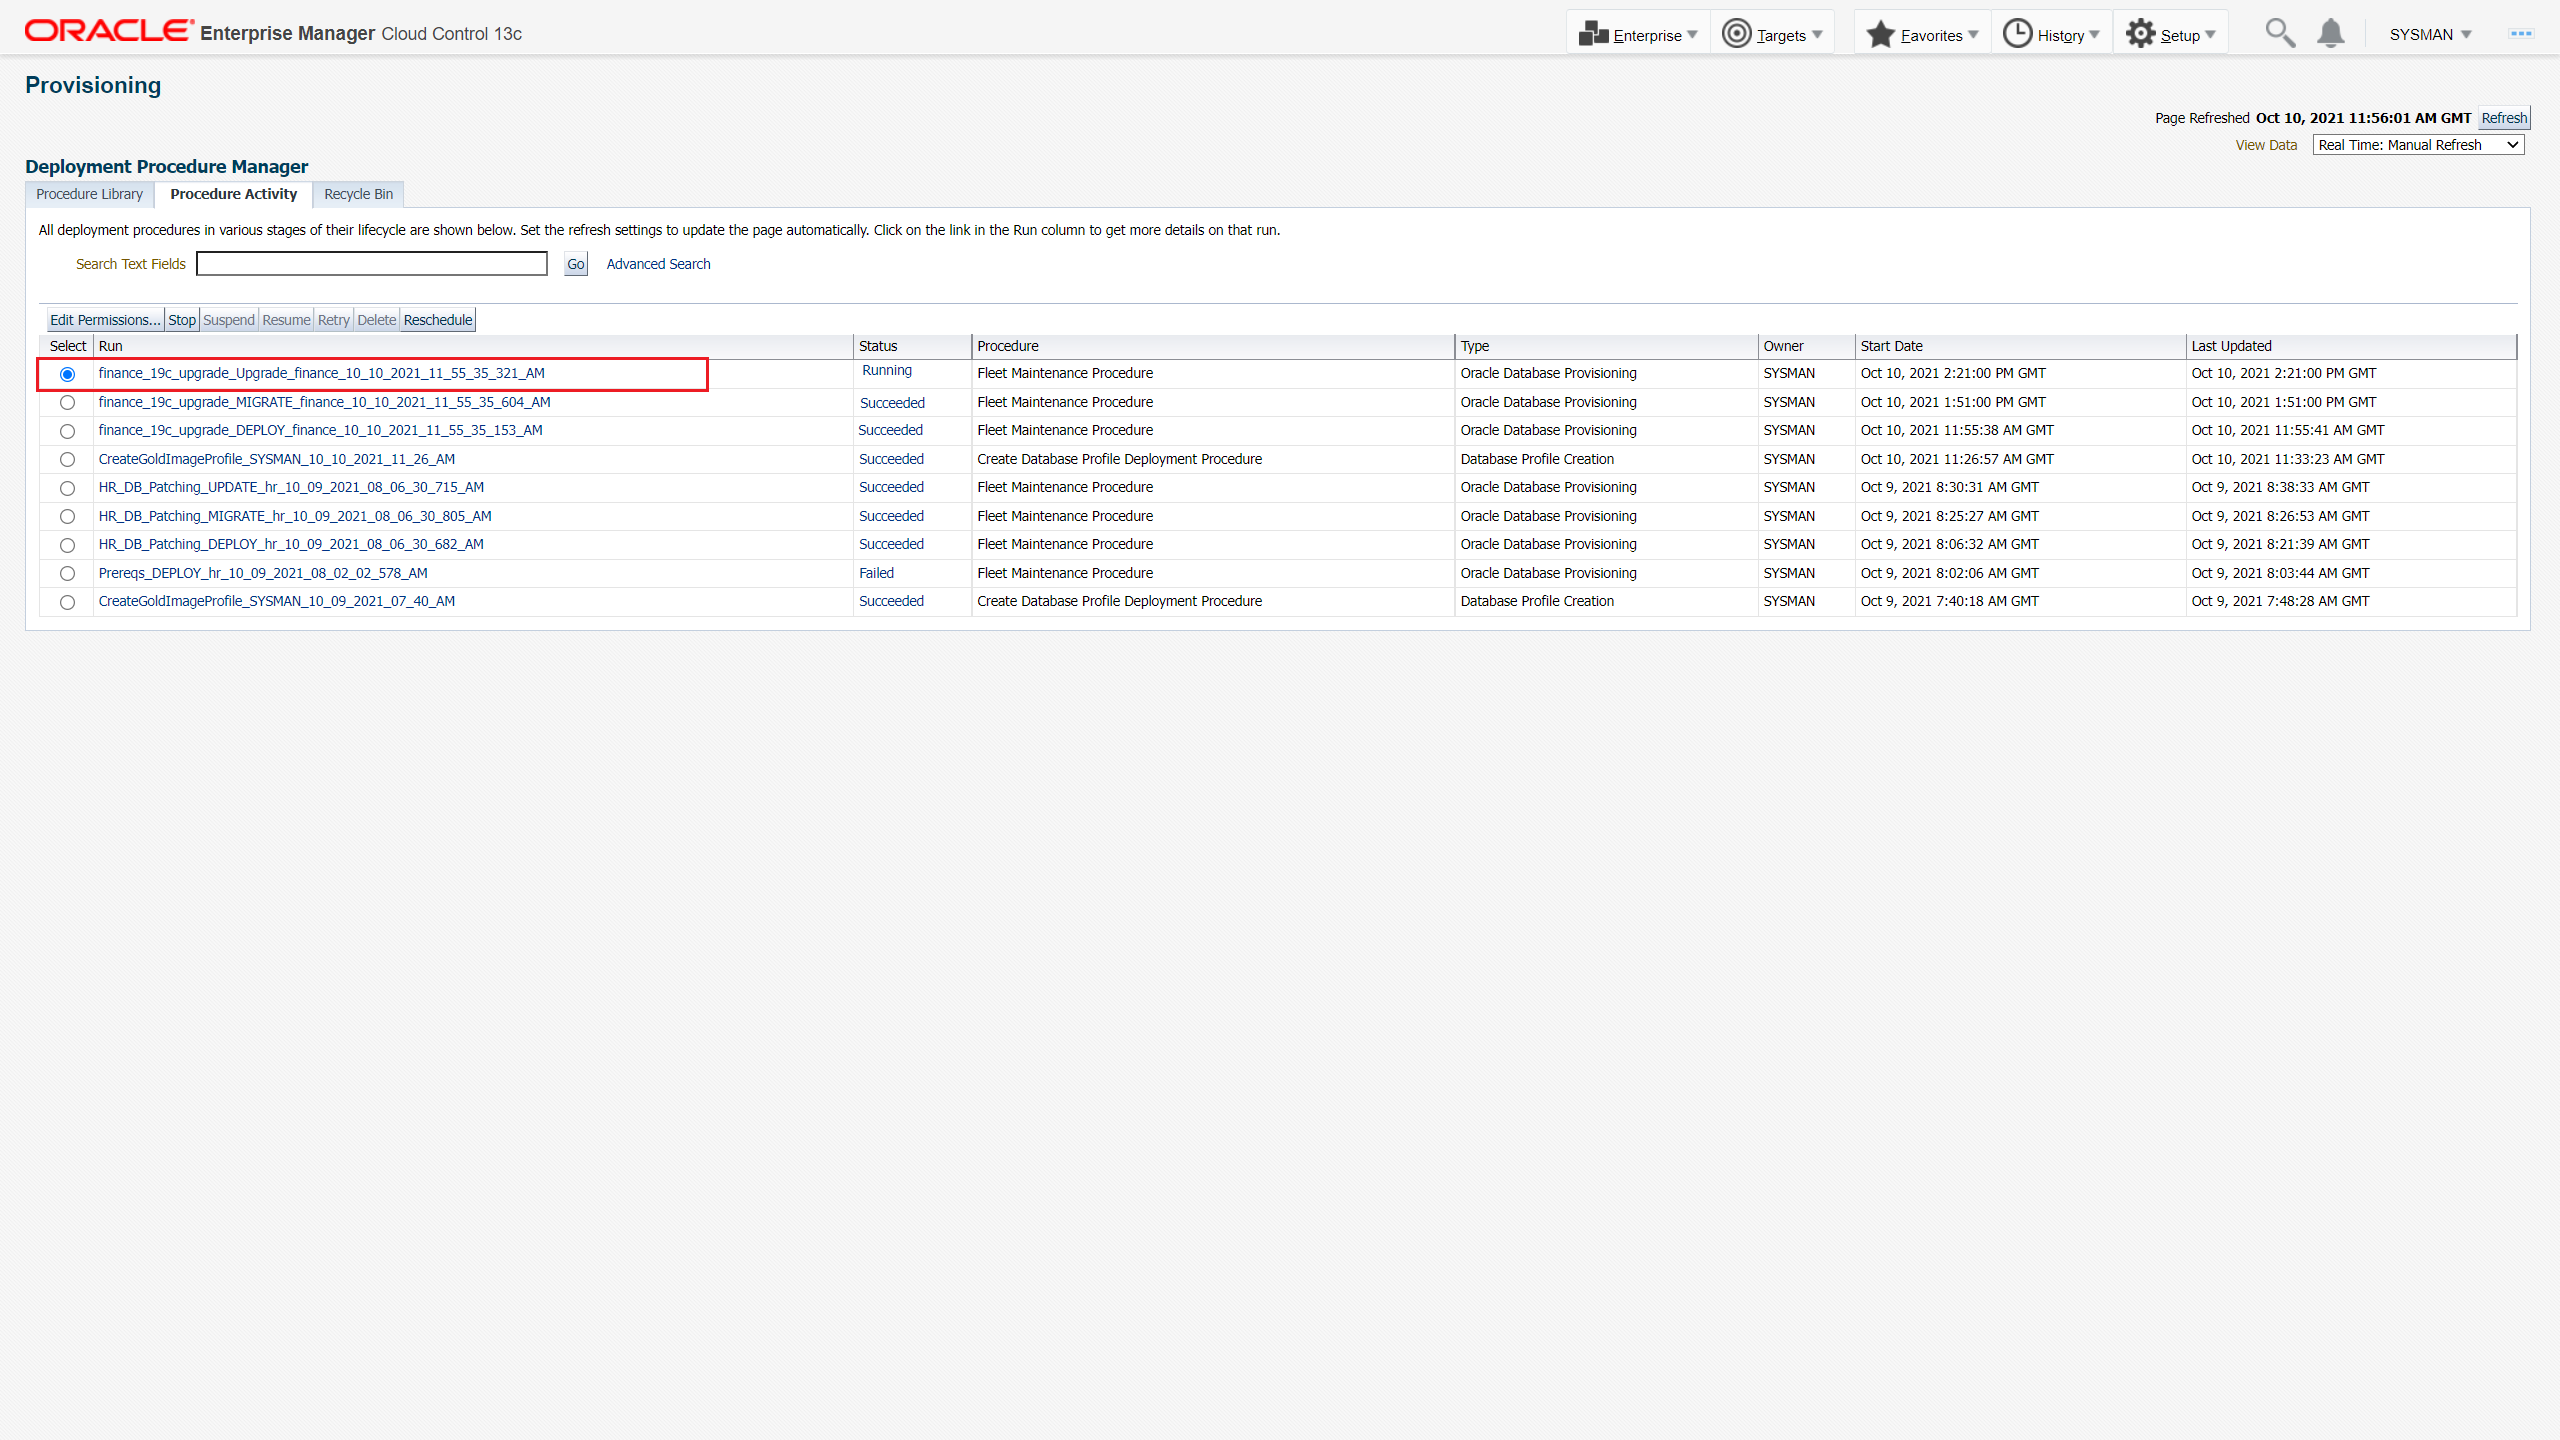 ORACLE Enterprise Manager Cloud Control 13c
Enterprise Targets Favorites History Setup SYSMAN
Provisioning
Page Refreshed Oct 10, 2021 11:56:01 AM GMT Refresh
View Data Real Time: Manual Refresh
Deployment Procedure Manager
Procedure Library Procedure Activity Recycle Bin
All deployment procedures in various stages of their lifecycle are shown below. Set the refresh settings to update the page automatically. Click on the link in the Run column to get more details on that run.
Search Text Fields Go Advanced Search
Edit Permissions... Stop Suspend Resume Retry Delete Reschedule
Select Run Status Procedure Type Owner Start Date Last Updated
finance_19c_upgrade_Upgrade_finance_10_10_2021_11_55_35_321_AM Running Fleet Maintenance Procedure Oracle Database Provisioning SYSMAN Oct 10, 2021 2:21:00 PM GMT Oct 10, 2021 2:21:00 PM GMT
finance_19c_upgrade_MIGRATE_finance_10_10_2021_11_55_35_604_AM Succeeded Fleet Maintenance Procedure Oracle Database Provisioning SYSMAN Oct 10, 2021 1:51:00 PM GMT Oct 10, 2021 1:51:00 PM GMT
finance_19c_upgrade_DEPLOY_finance_10_10_2021_11_55_35_153_AM Succeeded Fleet Maintenance Procedure Oracle Database Provisioning SYSMAN Oct 10, 2021 11:55:38 AM GMT Oct 10, 2021 11:55:41 AM GMT
CreateGoldImageProfile_SYSMAN_10_10_2021_11_26_AM Succeeded Create Database Profile Deployment Procedure Database Profile Creation SYSMAN Oct 10, 2021 11:26:57 AM GMT Oct 10, 2021 11:33:23 AM GMT
HR_DB_Patching_UPDATE_hr_10_09_2021_08_06_30_715_AM Succeeded Fleet Maintenance Procedure Oracle Database Provisioning SYSMAN Oct 9, 2021 8:30:31 AM GMT Oct 9, 2021 8:38:33 AM GMT
HR_DB_Patching_MIGRATE_hr_10_09_2021_08_06_30_805_AM Succeeded Fleet Maintenance Procedure Oracle Database Provisioning SYSMAN Oct 9, 2021 8:25:27 AM GMT Oct 9, 2021 8:26:53 AM GMT
HR_DB_Patching_DEPLOY_hr_10_09_2021_08_06_30_682_AM Succeeded Fleet Maintenance Procedure Oracle Database Provisioning SYSMAN Oct 9, 2021 8:06:32 AM GMT Oct 9, 2021 8:21:39 AM GMT
Prereqs_DEPLOY_hr_10_09_2021_08_02_02_578_AM Failed Fleet Maintenance Procedure Oracle Database Provisioning SYSMAN Oct 9, 2021 8:02:06 AM GMT Oct 9, 2021 8:03:44 AM GMT
CreateGoldImageProfile_SYSMAN_10_09_2021_07_40_AM Succeeded Create Database Profile Deployment Procedure Database Profile Creation SYSMAN Oct 9, 2021 7:40:18 AM GMT Oct 9, 2021 7:48:28 AM GMT